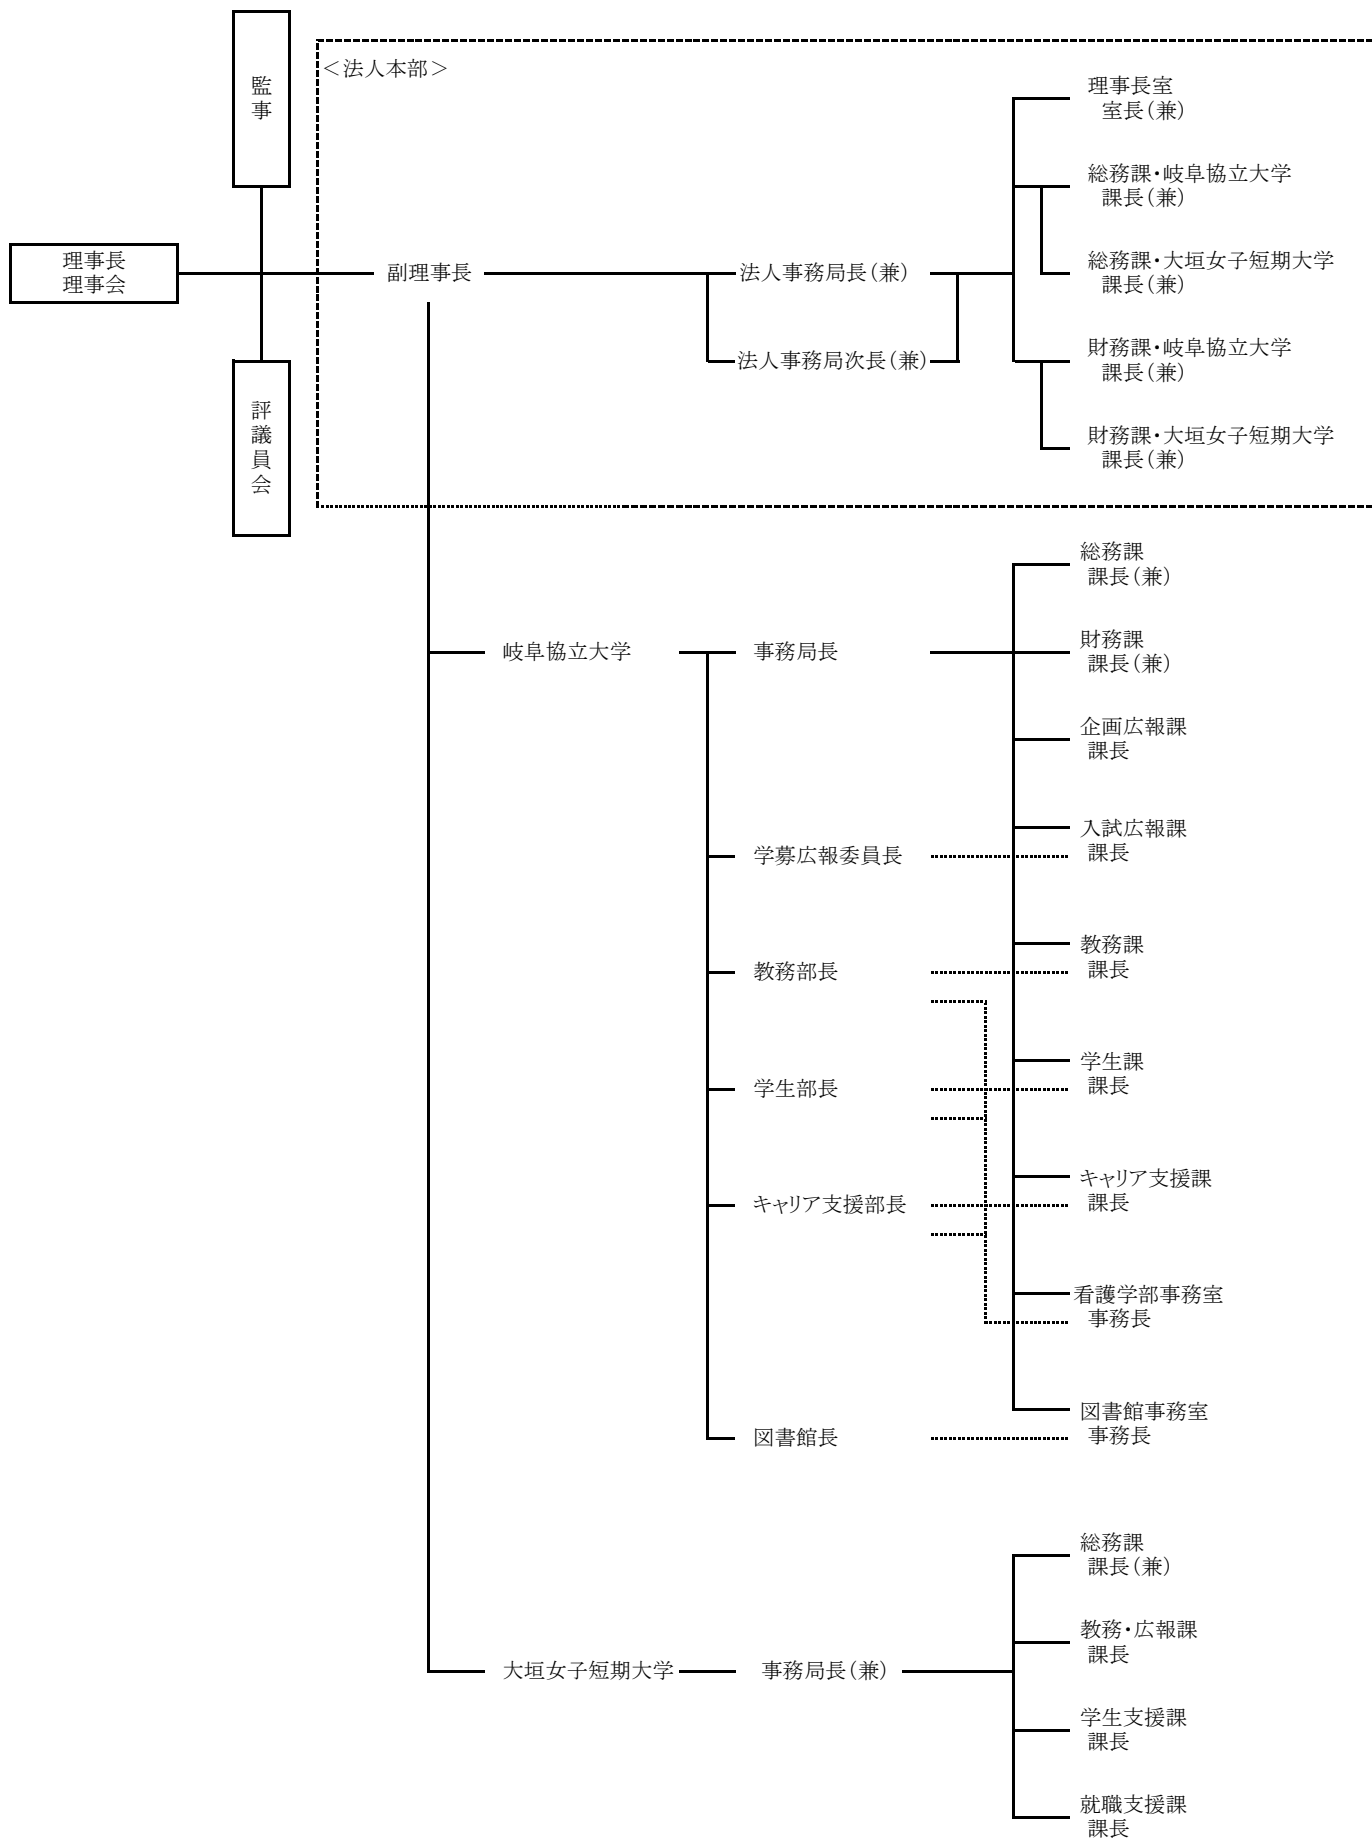 監事
＜法人本部＞
理事長
理事会
評議員会
副理事長
法人事務局長（兼）
法人事務局次長（兼）
理事長室
室長（兼）
総務課・岐阜協立大学
課長（兼）
総務課・大垣女子短期大学
課長（兼）
財務課・岐阜協立大学
課長（兼）
財務課・大垣女子短期大学
課長（兼）
岐阜協立大学
事務局長
学募広報委員長
教務部長
学生部長
キャリア支援部長
図書館長
総務課
課長（兼）
財務課
課長（兼）
企画広報課
課長
入試広報課
課長
教務課
課長
学生課
課長
キャリア支援課
課長
看護学部事務室
事務長
図書館事務室
事務長
大垣女子短期大学
事務局長（兼）
総務課
課長（兼）
教務・広報課
課長
学生支援課
課長
就職支援課
課長